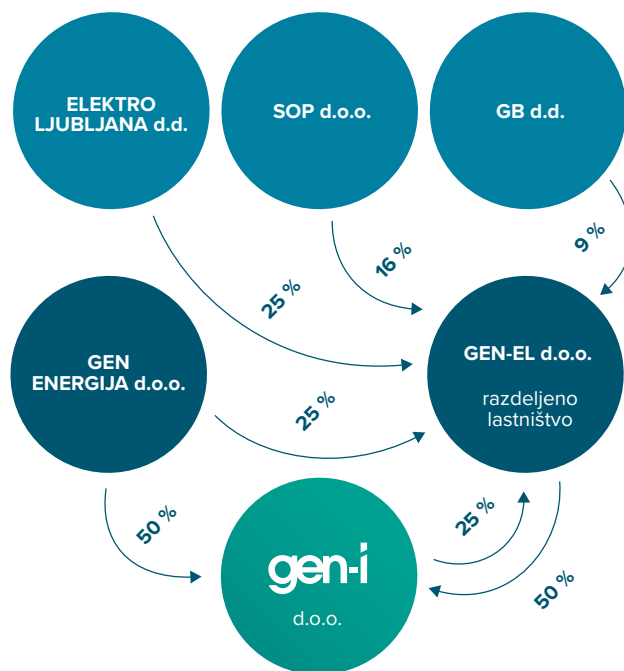 ELEKTRO
LJUBLJANA d.d.
SOP d.o.o.
GB d.d.
25 %
16 %
9 %
GEN
ENERGIJA d.o.o.
GEN-EL d.o.o.
razdeljeno
lastništvo
25 %
50 %
gen-i
d.o.o.
25 %
50 %